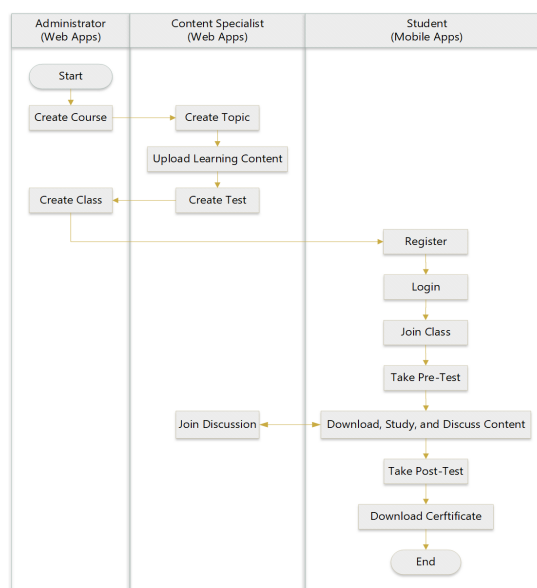 Administrator
(Web Apps)
Content Specialist
(Web Apps)
Student
(Mobile Apps)
Start
Create Course
Create Topic
Upload Learning Content
Create Class
Create Test
Register
Login
Join Class
Take Pre-Test
Join Discussion
Download, Study, and Discuss Content
Take Post-Test
Download Cerftificate
End